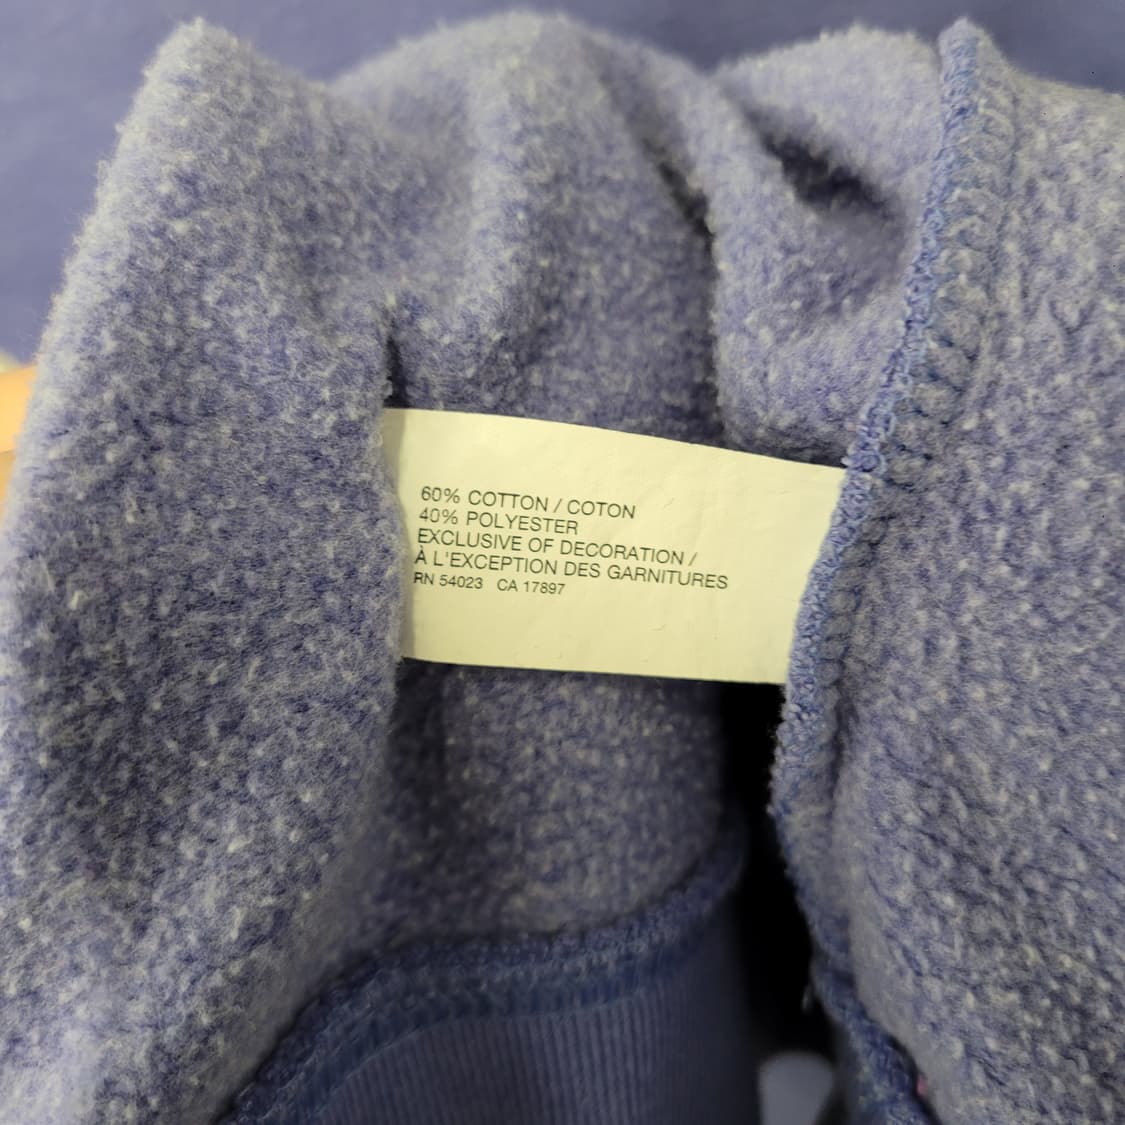 60% COTTON / COTON
40% POLYESTER
EXCLUSIVE OF DECORATION /
À L'EXCEPTION DES GARNITURES
RN 54023 CA 17897